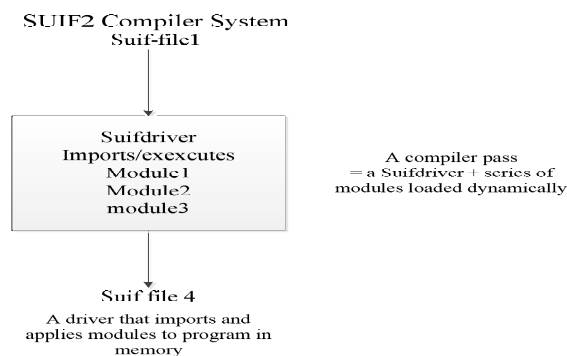 SUIF2 Compiler System
Suif-file1
Suifdriver
Imports/exexcutes
Module1
Module2
module3
A compiler pass
= a Suifdriver + series of
modules loaded dynamically
Suif file 4
A driver that imports and
applies modules to program in
memory